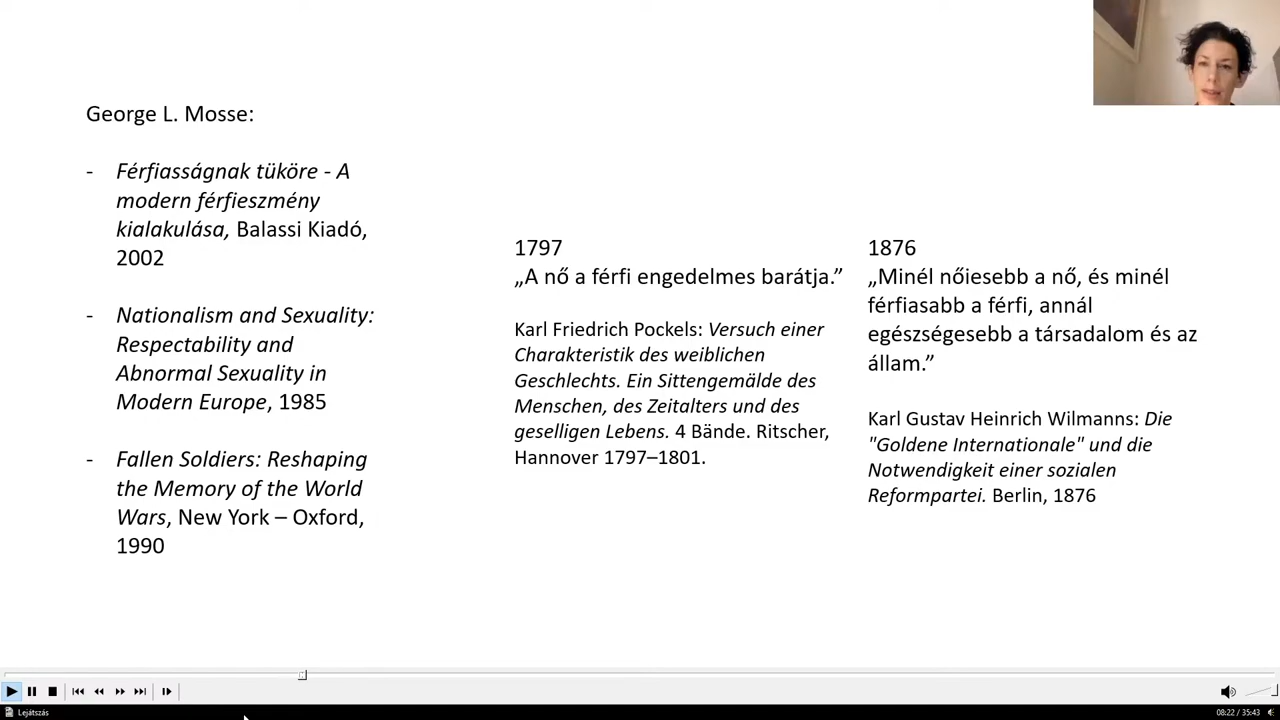 George L. Mosse:
- Férfiasságnak tüköre - A
modern férfieszmény
kialakulása, Balassi Kiadó,
2002
- Nationalism and Sexuality:
Respectability and
Abnormal Sexuality in
Modern Europe, 1985
- Fallen Soldiers: Reshaping
the Memory of the World
Wars, New York – Oxford,
1990
1797
„A nő a férfi engedelmes barátja.”
Karl Friedrich Pockels: Versuch einer
Charakteristik des weiblichen
Geschlechts. Ein Sittengemälde des
Menschen, des Zeitalters und des
geselligen Lebens. 4 Bände. Ritscher,
Hannover 1797–1801.
1876
„Minél nőiesebb a nő, és minél
férfiasabb a férfi, annál
egészségesebb a társadalom és az
állam.”
Karl Gustav Heinrich Wilmanns: Die
"Goldene Internationale" und die
Notwendigkeit einer sozialen
Reformpartei. Berlin, 1876
Lejátszás
08:22 / 35:43